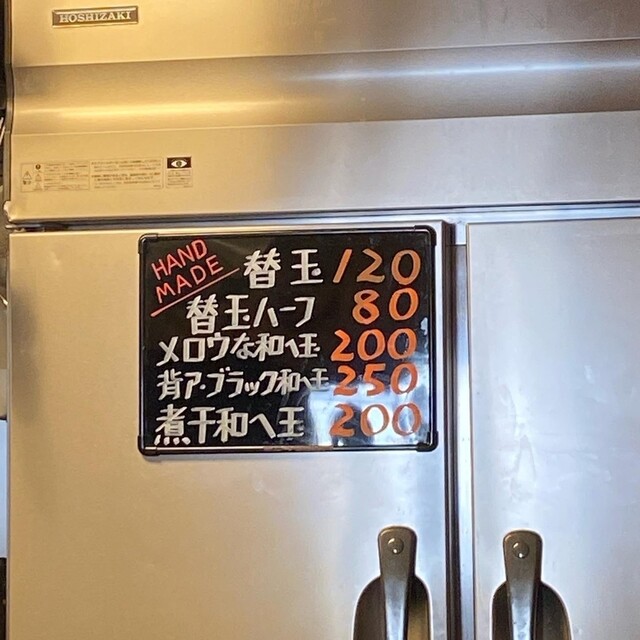 HOSHIZAKI
HAND
MADE
替玉 120
替玉ハーフ 80
メロウな和へ玉 200
背ア・ブラック和へ玉 250
煮干和へ玉 200